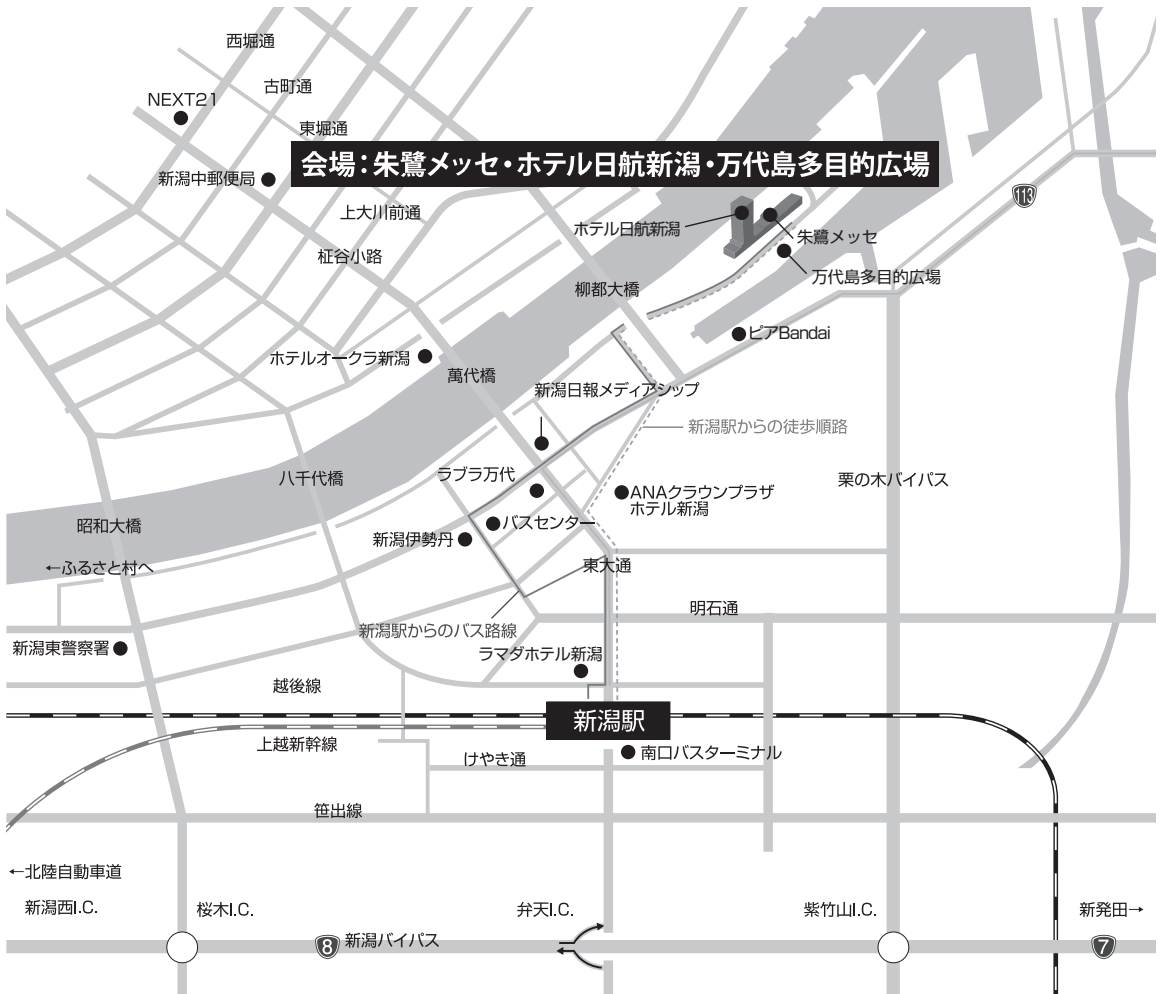 西堀通
古町通
NEXT21
東堀通
会場：朱鷺メッセ・ホテル日航新潟・万代島多目的広場
新潟中郵便局
113
上大川前通
ホテル日航新潟
朱鷺メッセ
柾谷小路
万代島多目的広場
柳都大橋
ピアBandai
ホテルオークラ新潟
萬代橋
新潟日報メディアシップ
新潟駅からの徒歩順路
八千代橋
ラブラ万代
栗の木バイパス
ANAクラウンプラザ
ホテル新潟
昭和大橋
バスセンター
新潟伊勢丹
←ふるさと村へ
東大通
明石通
新潟駅からのバス路線
新潟東警察署
ラマダホテル新潟
越後線
新潟駅
上越新幹線
南口バスターミナル
けやき通
笹出線
←北陸自動車道
新潟西I.C.
桜木I.C.
弁天I.C.
紫竹山I.C.
新発田→
8
新潟バイパス
7